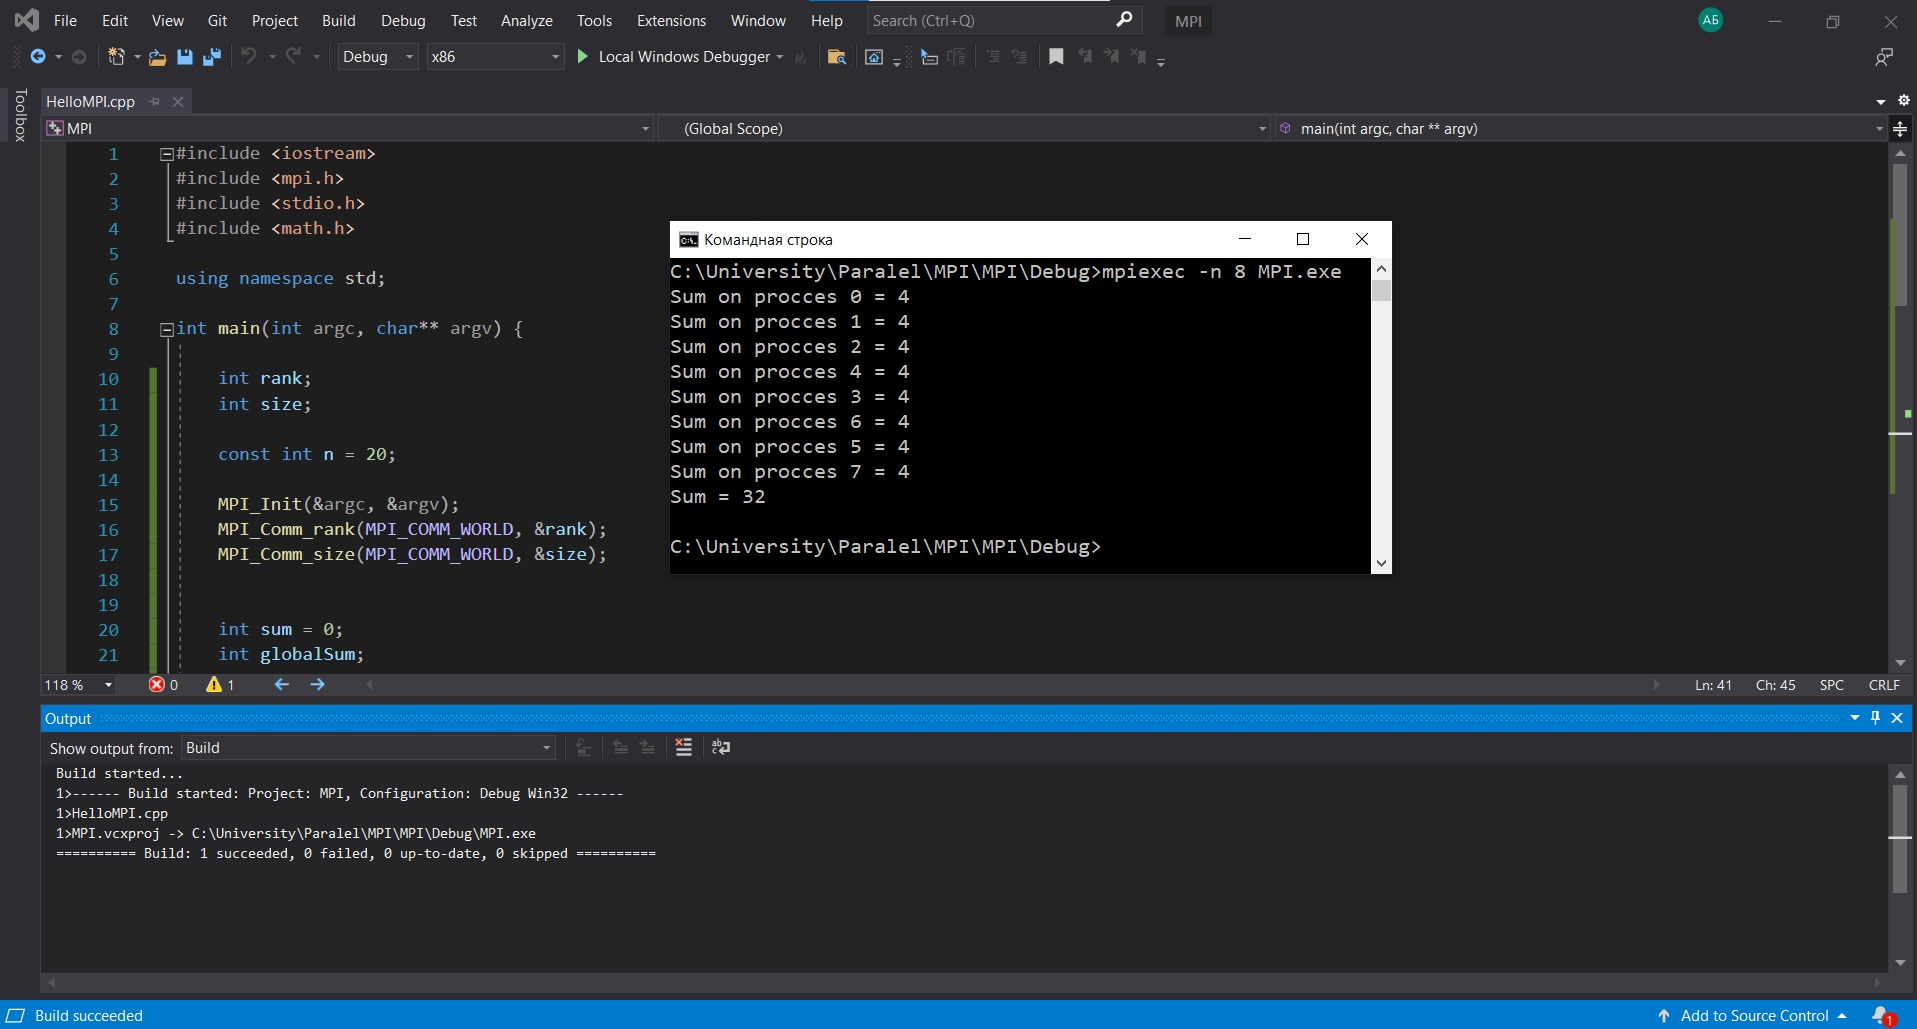 File Edit View Git Project Build Debug Test Analyze Tools Extensions Window Help Search (Ctrl+Q) MPI АБ
Debug x86 Local Windows Debugger
Toolbox
HelloMPI.cpp
MPI (Global Scope) main(int argc, char ** argv)
1 #include <iostream>
2 #include <mpi.h>
3 #include <stdio.h>
4 #include <math.h>
5
6 using namespace std;
7
8 int main(int argc, char** argv) {
9
10 int rank;
11 int size;
12
13 const int n = 20;
14
15 MPI_Init(&argc, &argv);
16 MPI_Comm_rank(MPI_COMM_WORLD, &rank);
17 MPI_Comm_size(MPI_COMM_WORLD, &size);
18
19
20 int sum = 0;
21 int globalSum;
Командная строка
C:\University\Paralel\MPI\MPI\Debug>mpiexec -n 8 MPI.exe
Sum on procces 0 = 4
Sum on procces 1 = 4
Sum on procces 2 = 4
Sum on procces 4 = 4
Sum on procces 3 = 4
Sum on procces 6 = 4
Sum on procces 5 = 4
Sum on procces 7 = 4
Sum = 32
C:\University\Paralel\MPI\MPI\Debug>
118 % 0 1 Ln: 41 Ch: 45 SPC CRLF
Output
Show output from: Build
Build started...
1>------ Build started: Project: MPI, Configuration: Debug Win32 ------
1>HelloMPI.cpp
1>MPI.vcxproj -> C:\University\Paralel\MPI\MPI\Debug\MPI.exe
========== Build: 1 succeeded, 0 failed, 0 up-to-date, 0 skipped ==========
Build succeeded Add to Source Control 1